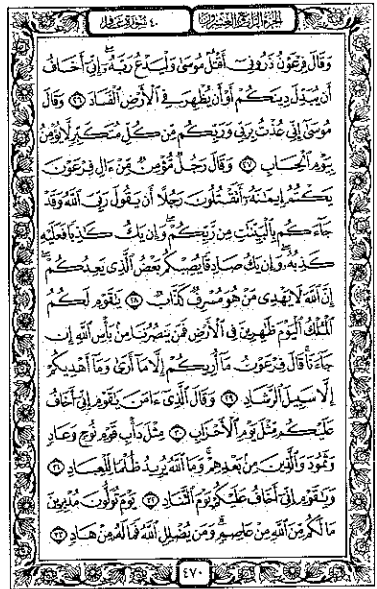 الجزء الرابع والعشرون ٤٠ سورة غافر
وَقَالَ فِرْعَوْنُ ذَرُونِىٓ أَقْتُلْ مُوسَىٰ وَلْيَدْعُ رَبَّهُۥٓ ۖ إِنِّىٓ أَخَافُ
أَن يُبَدِّلَ دِينَكُمْ أَوْ أَن يُظْهِرَ فِى ٱلْأَرْضِ ٱلْفَسَادَ ﴿٢٦﴾ وَقَالَ
مُوسَىٰٓ إِنِّى عُذْتُ بِرَبِّى وَرَبِّكُم مِّن كُلِّ مُتَكَبِّرٍ لَّا يُؤْمِنُ
بِيَوْمِ ٱلْحِسَابِ ﴿٢٧﴾ وَقَالَ رَجُلٌ مُّؤْمِنٌ مِّنْ ءَالِ فِرْعَوْنَ
يَكْتُمُ إِيمَٰنَهُۥٓ أَتَقْتُلُونَ رَجُلًا أَن يَقُولَ رَبِّىَ ٱللَّهُ وَقَدْ
جَآءَكُم بِٱلْبَيِّنَٰتِ مِن رَّبِّكُمْ ۖ وَإِن يَكُ كَٰذِبًا فَعَلَيْهِ
كَذِبُهُۥ ۖ وَإِن يَكُ صَادِقًا يُصِبْكُم بَعْضُ ٱلَّذِى يَعِدُكُمْ ۖ
إِنَّ ٱللَّهَ لَا يَهْدِى مَنْ هُوَ مُسْرِفٌ كَذَّابٌ ﴿٢٨﴾ يَٰقَوْمِ لَكُمُ
ٱلْمُلْكُ ٱلْيَوْمَ ظَٰهِرِينَ فِى ٱلْأَرْضِ فَمَن يَنصُرُنَا مِنۢ بَأْسِ ٱللَّهِ إِن
جَآءَنَا ۚ قَالَ فِرْعَوْنُ مَآ أُرِيكُمْ إِلَّا مَآ أَرَىٰ وَمَآ أَهْدِيكُمْ
إِلَّا سَبِيلَ ٱلرَّشَادِ ﴿٢٩﴾ وَقَالَ ٱلَّذِىٓ ءَامَنَ يَٰقَوْمِ إِنِّىٓ أَخَافُ
عَلَيْكُم مِّثْلَ يَوْمِ ٱلْأَحْزَابِ ﴿٣٠﴾ مِثْلَ دَأْبِ قَوْمِ نُوحٍ وَعَادٍ
وَثَمُودَ وَٱلَّذِينَ مِنۢ بَعْدِهِمْ ۚ وَمَا ٱللَّهُ يُرِيدُ ظُلْمًا لِّلْعِبَادِ ﴿٣١﴾
وَيَٰقَوْمِ إِنِّىٓ أَخَافُ عَلَيْكُمْ يَوْمَ ٱلتَّنَادِ ﴿٣٢﴾ يَوْمَ تُوَلُّونَ مُدْبِرِينَ
مَا لَكُم مِّنَ ٱللَّهِ مِنْ عَاصِمٍ ۗ وَمَن يُضْلِلِ ٱللَّهُ فَمَا لَهُۥ مِنْ هَادٍ ﴿٣٣﴾
٤٧٠